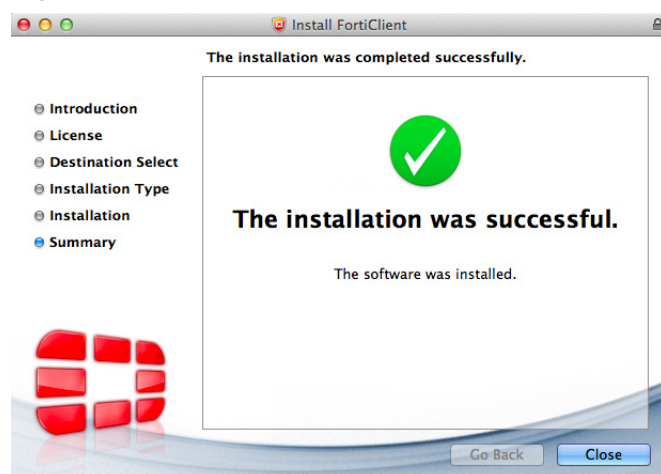 Install FortiClient
The installation was completed successfully.
Introduction
License
Destination Select
Installation Type
Installation
Summary
The installation was successful.
The software was installed.
Go Back
Close